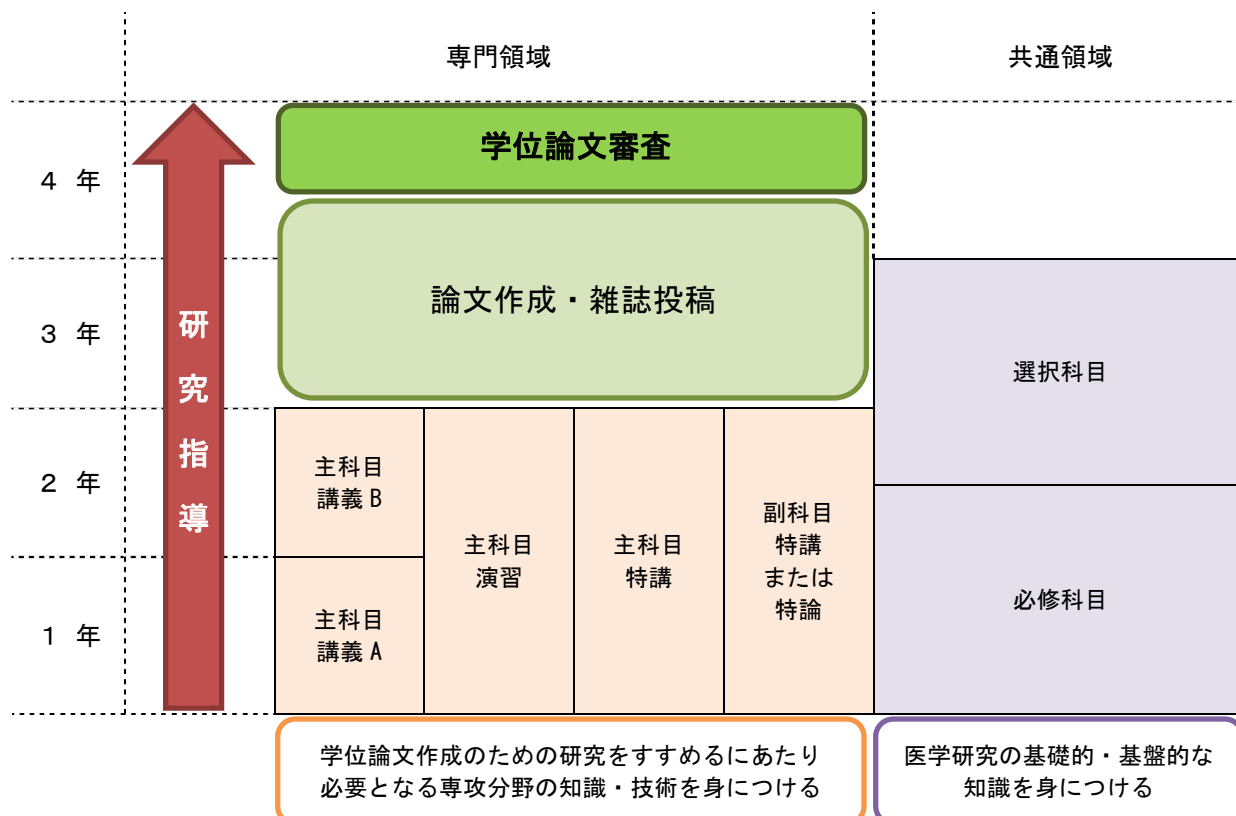 専門領域
共通領域
4 年
3 年
2 年
1 年
研究指導
学位論文審査
論文作成・雑誌投稿
主科目
講義 B
主科目
講義 A
主科目
演習
主科目
特講
副科目
特講
または
特論
選択科目
必修科目
学位論文作成のための研究をすすめるにあたり
必要となる専攻分野の知識・技術を身につける
医学研究の基礎的・基盤的な
知識を身につける